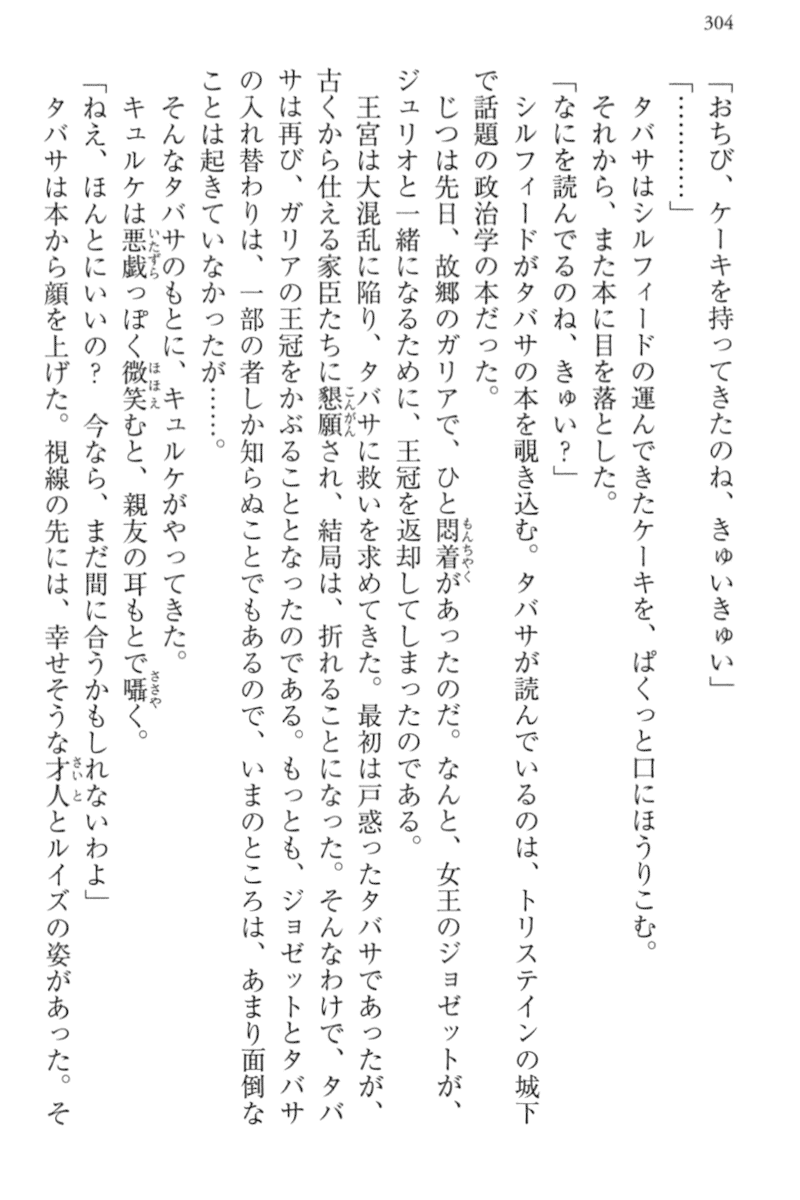 304
「おちび、ケーキを持ってきたのね、きゅいきゅい」
「…………」
タバサはシルフィードの運んできたケーキを、ぱくっと口にほうりこむ。
それから、また本に目を落とした。
「なにを読んでるのね、きゅい?」
シルフィードがタバサの本を覗き込む。タバサが読んでいるのは、トリステインの城下
で話題の政治学の本だった。
じつは先日、故郷のガリアで、ひと悶着があったのだ。なんと、女王のジョゼットが、
ジュリオと一緒になるために、王冠を返却してしまったのである。
王宮は大混乱に陥り、タバサに救いを求めてきた。最初は戸惑ったタバサであったが、
古くから仕える家臣たちに懇願され、結局は、折れることになった。そんなわけで、タバ
サは再び、ガリアの王冠をかぶることとなったのである。もっとも、ジョゼットとタバサ
の入れ替わりは、一部の者しか知らぬことでもあるので、いまのところは、あまり面倒な
ことは起きていなかったが……。
そんなタバサのもとに、キュルケがやってきた。
キュルケは悪戯っぽく微笑むと、親友の耳もとで囁く。
「ねえ、ほんとにいいの? 今なら、まだ間に合うかもしれないわよ」
タバサは本から顔を上げた。視線の先には、幸せそうな才人とルイズの姿があった。そ
もんちやく
こんがん
いたずら
ほほえ
ささや
さいと